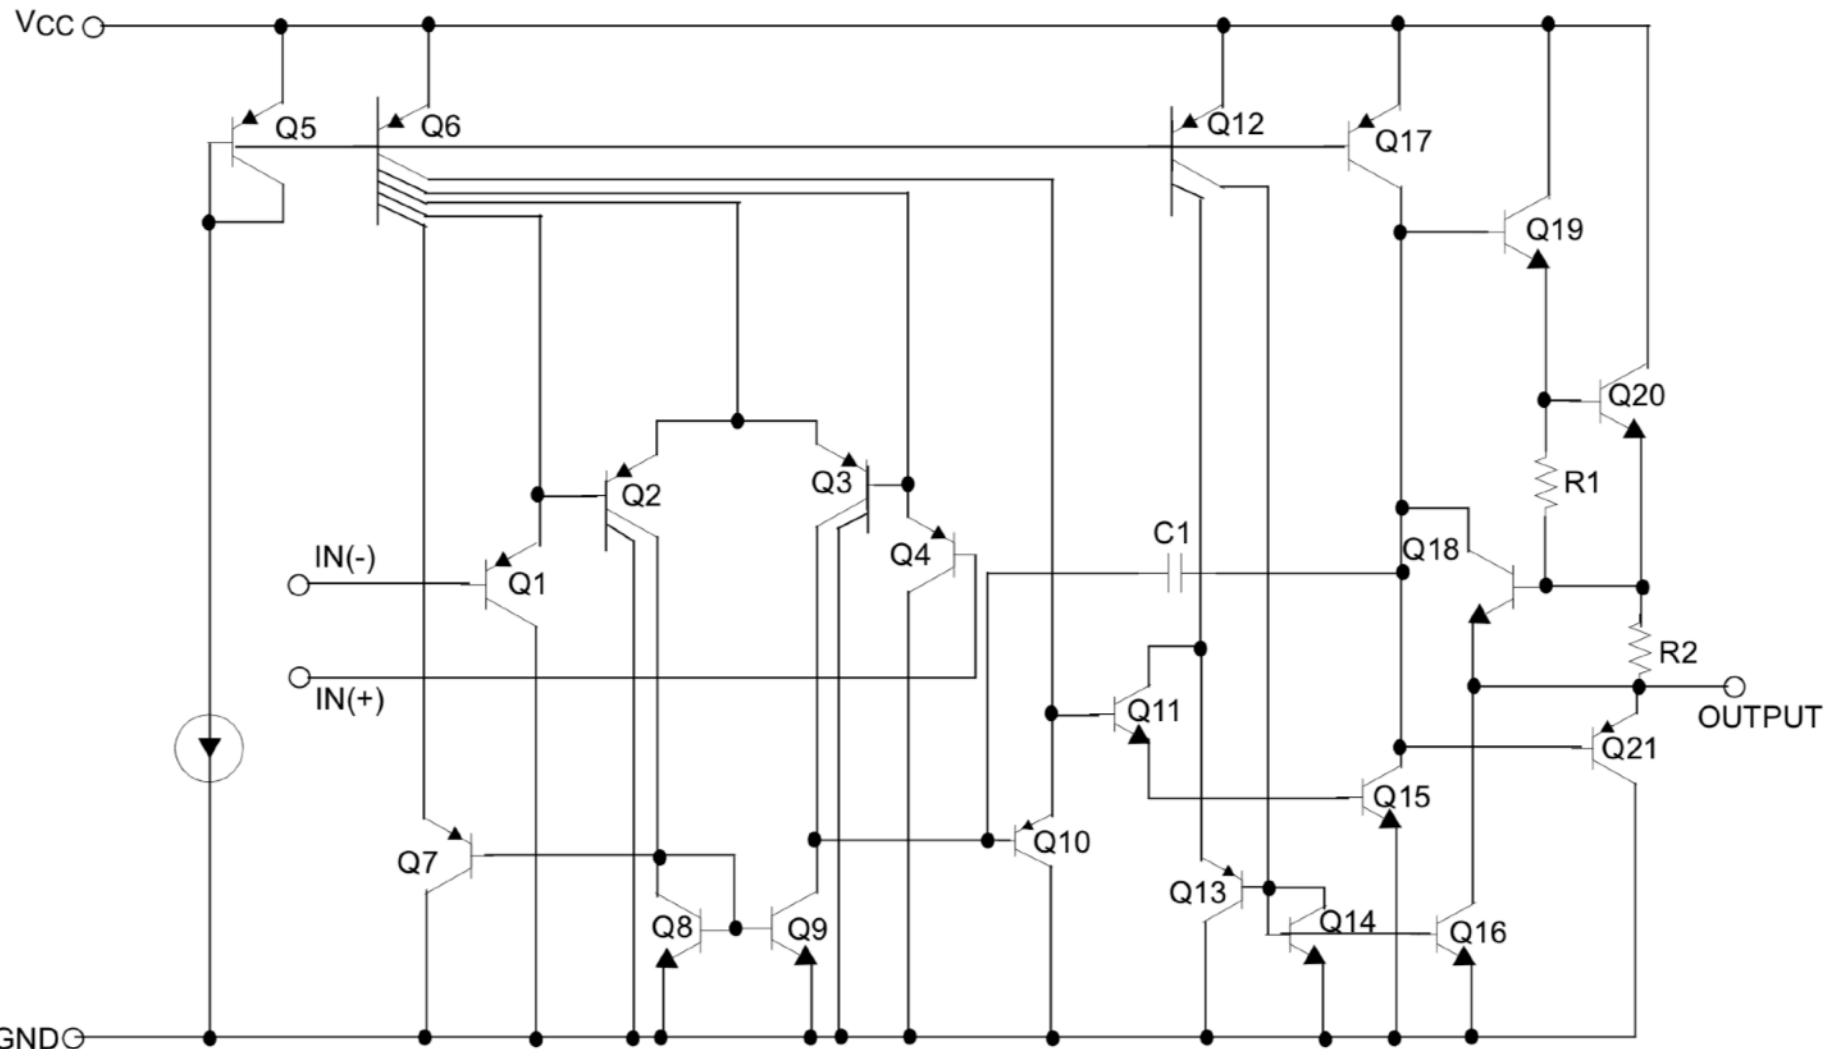 VCC
Q5
Q6
Q12
Q17
Q19
Q20
R1
Q2
Q3
Q4
C1
Q18
IN(-)
Q1
IN(+)
R2
Q11
OUTPUT
Q21
Q15
Q7
Q10
Q13
Q8
Q9
Q14
Q16
GND